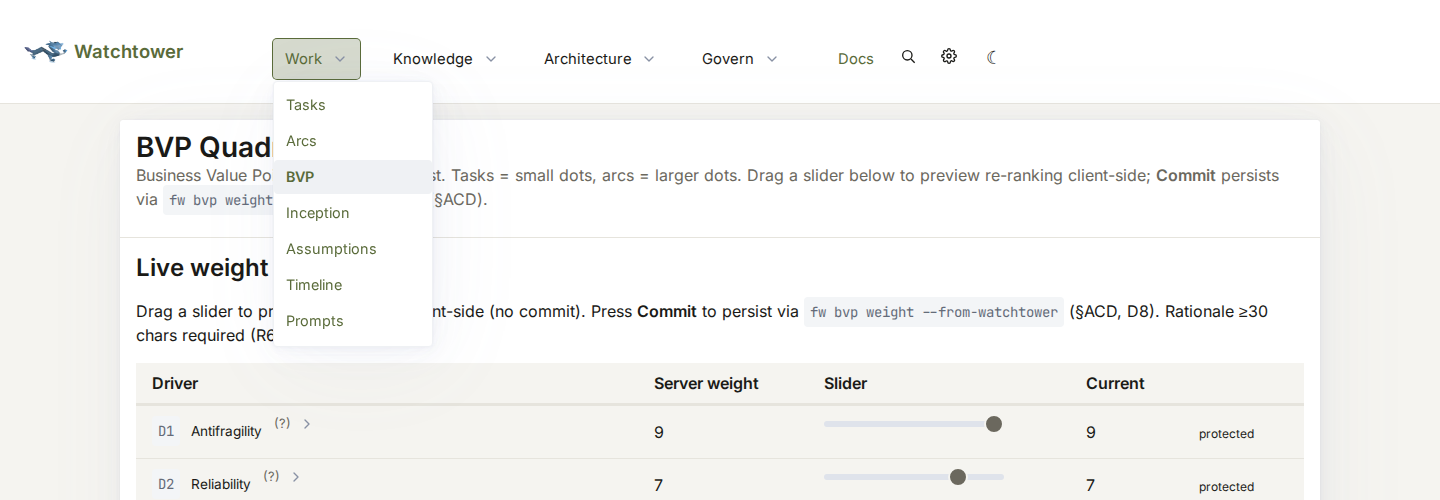 Watchtower
Work
Knowledge
Architecture
Govern
Docs
Tasks
Arcs
BVP
Inception
Assumptions
Timeline
Prompts
BVP
Business Value st. Tasks = small dots, arcs = larger dots. Drag a slider below to preview re-ranking client-side; Commit persists
via fw bvp weight §ACD).
Live weight
Drag a slider to nt-side (no commit). Press Commit to persist via fw bvp weight --from-watchtower (§ACD, D8). Rationale ≥30
chars required (R6
Driver Server weight Slider Current
D1 Antifragility (?) 9 9 protected
D2 Reliability (?) 7 7 protected